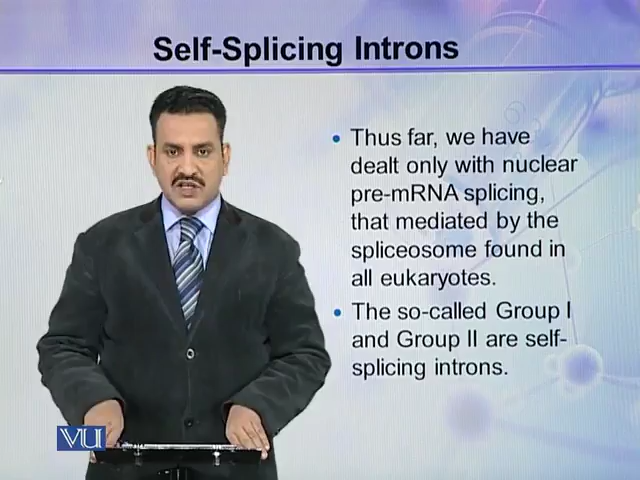 Self-Splicing Introns
• Thus far, we have
dealt only with nuclear
pre-mRNA splicing,
that mediated by the
spliceosome found in
all eukaryotes.
• The so-called Group I
and Group II are self-
splicing introns.
VU